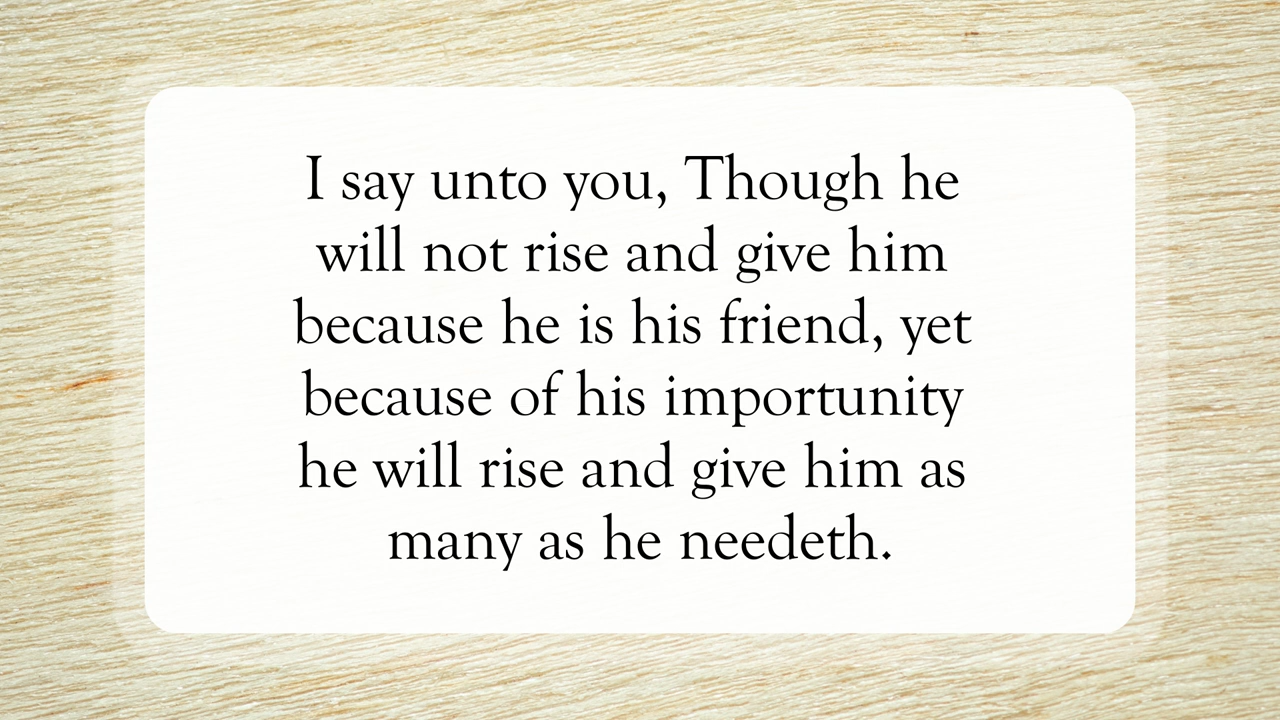 I say unto you, Though he
will not rise and give him
because he is his friend, yet
because of his importunity
he will rise and give him as
many as he needeth.